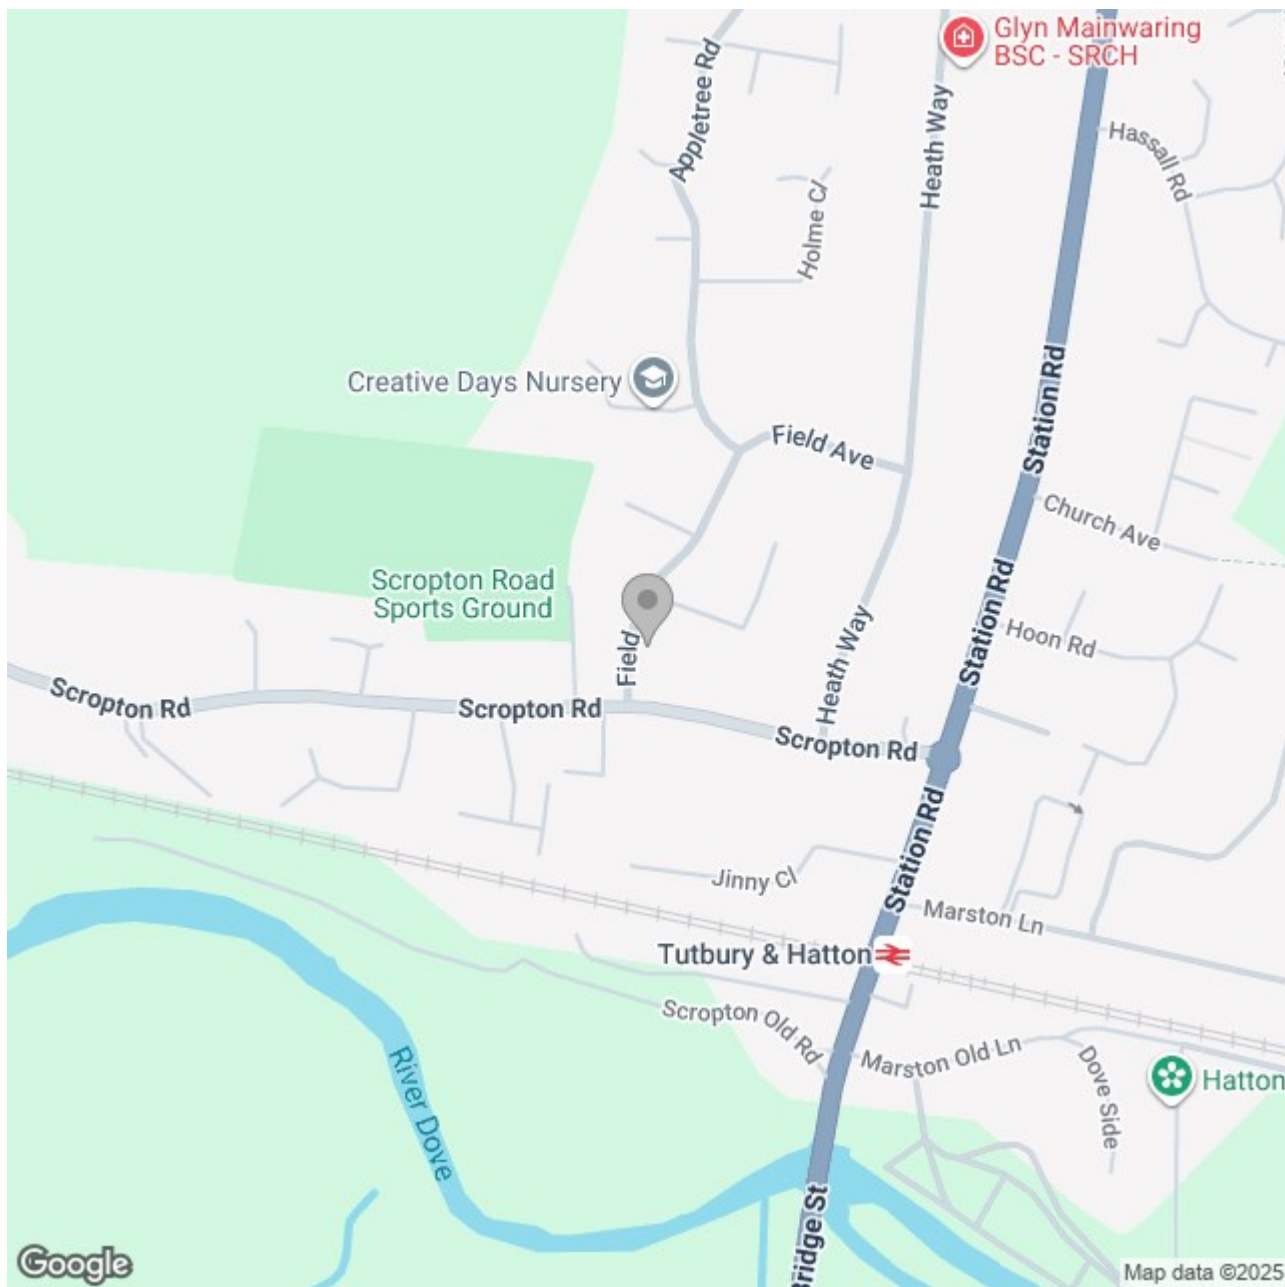 Glyn Mainwaring
BSC - SRCH
Appletree Rd
Heath Way
Hassall Rd
Holme Cl
Station Rd
Creative Days Nursery
Field Ave
Church Ave
Scropton Road
Sports Ground
Station Rd
Hoon Rd
Field
Heath Way
Scropton Rd
Scropton Rd
Scropton Rd
Station Rd
Jinny Cl
Marston Ln
Tutbury & Hatton
Scropton Old Rd
Marston Old Ln
River Dove
Dove Side
Hatton
Bridge St
Google
Map data ©2025